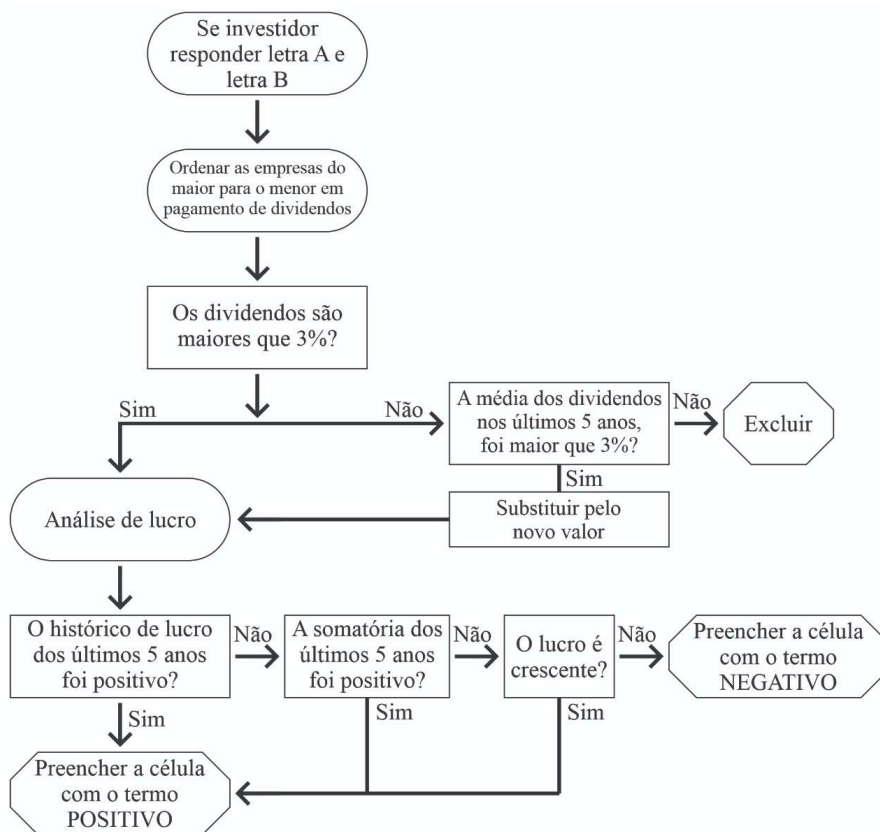 Se investidor
responder letra A e
letra B
Ordenar as empresas do
maior para o menor em
pagamento de dividendos
Os dividendos são
maiores que 3%?
Sim
Não
A média dos dividendos
nos últimos 5 anos,
foi maior que 3%?
Não
Excluir
Sim
Substituir pelo
novo valor
Análise de lucro
O histórico de lucro
dos últimos 5 anos
foi positivo?
Não
A somatória dos
últimos 5 anos
foi positivo?
Não
O lucro é
crescente?
Não
Preencher a célula
com o termo
NEGATIVO
Sim
Sim
Sim
Preencher a célula
com o termo
POSITIVO